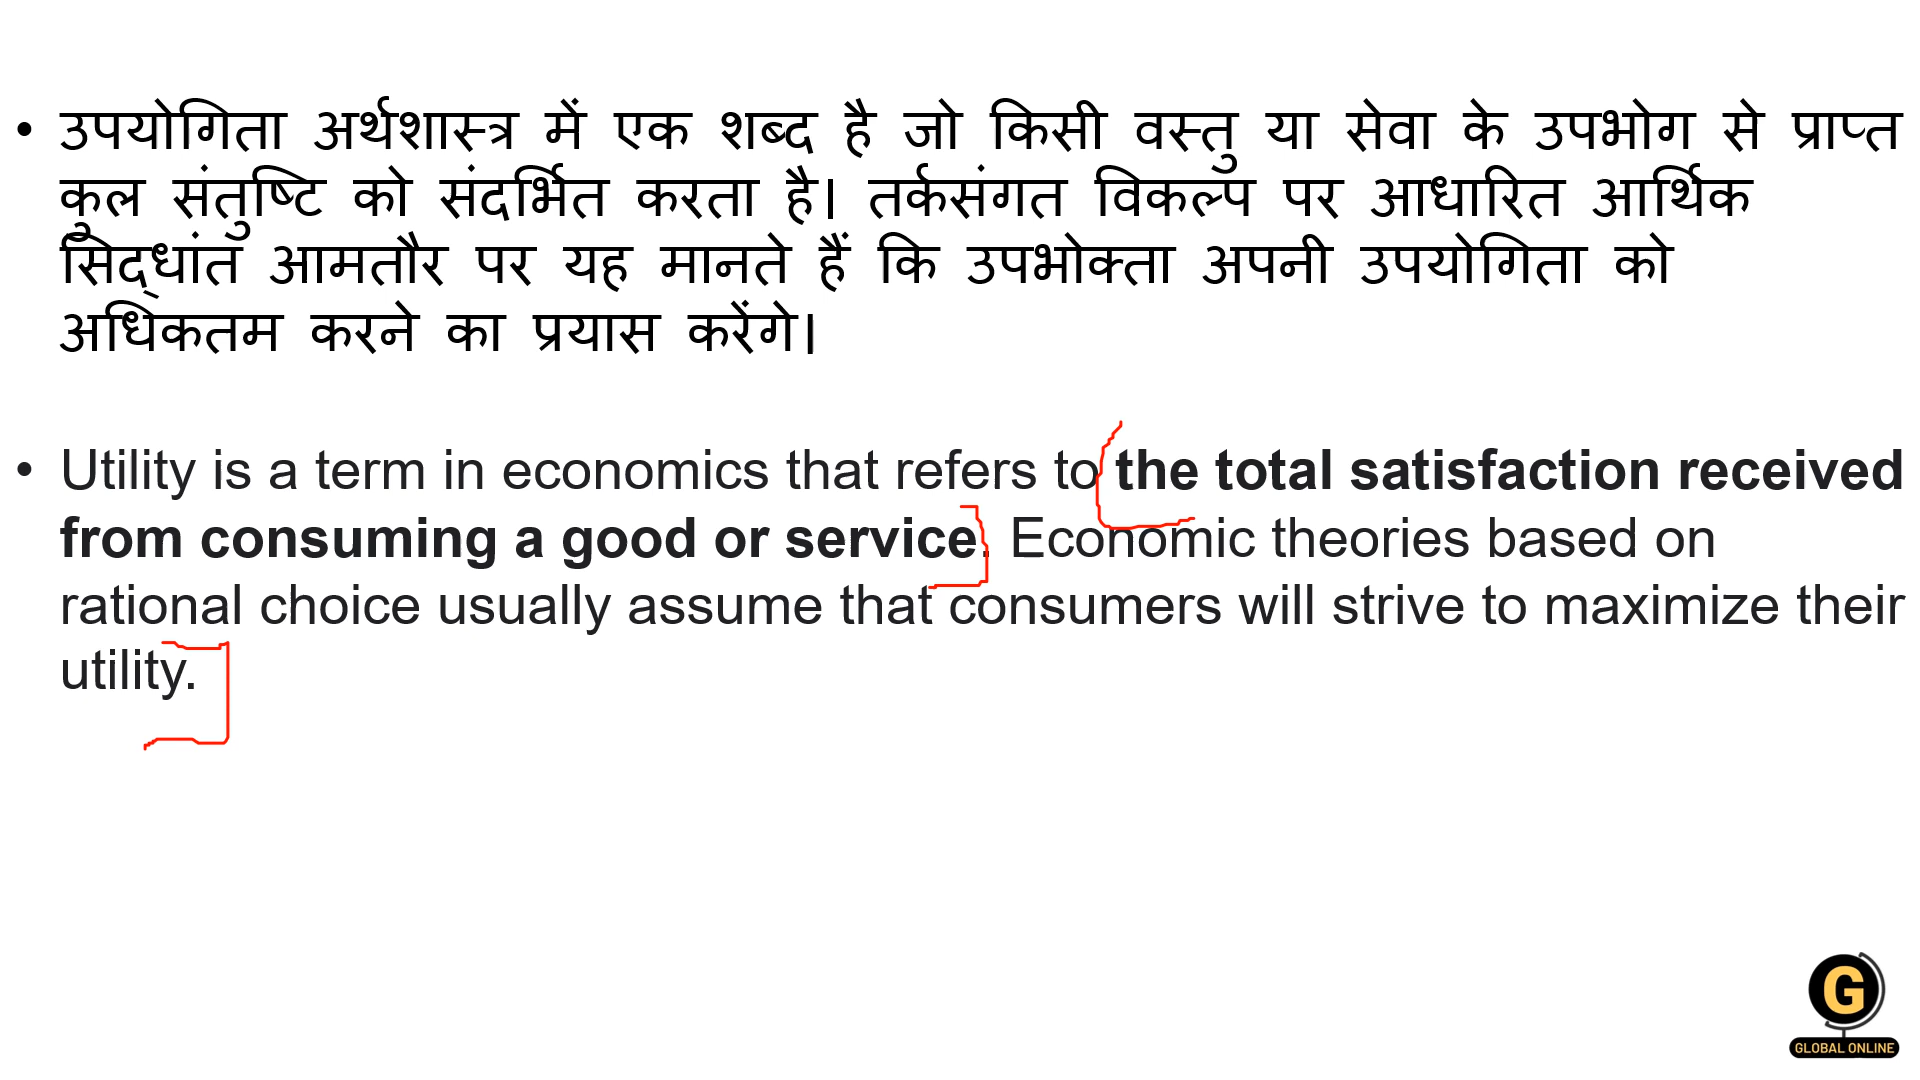 • उपयोगिता अर्थशास्त्र में एक शब्द है जो किसी वस्तु या सेवा के उपभोग से प्राप्त
कुल संतुष्टि को संदर्भित करता है। तर्कसंगत विकल्प पर आधारित आर्थिक
सिद्धांत आमतौर पर यह मानते हैं कि उपभोक्ता अपनी उपयोगिता को
अधिकतम करने का प्रयास करेंगे।
• Utility is a term in economics that refers to the total satisfaction received
from consuming a good or service. Economic theories based on
rational choice usually assume that consumers will strive to maximize their
utility.
G
GLOBAL ONLINE